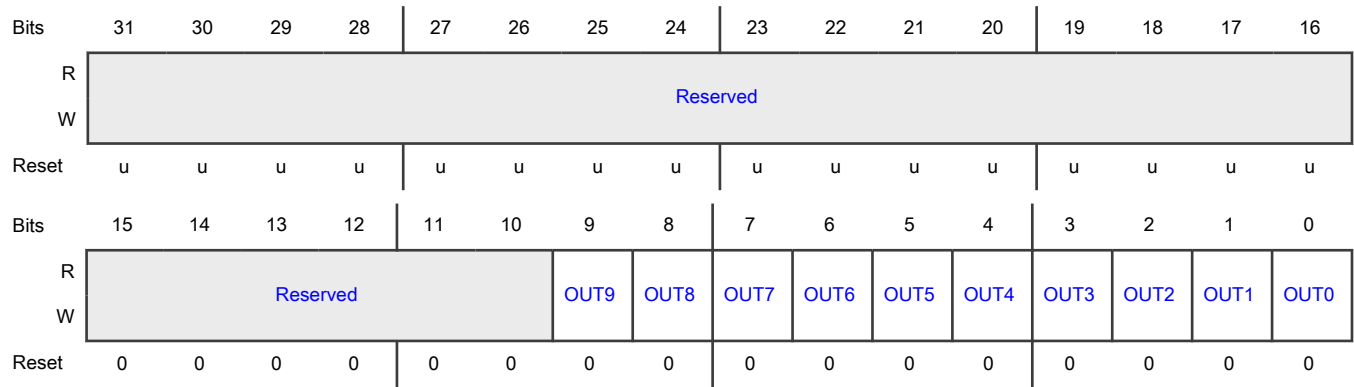 Bits 31 30 29 28 27 26 25 24 23 22 21 20 19 18 17 16
R
Reserved
W
Reset u u u u u u u u u u u u u u u u
Bits 15 14 13 12 11 10 9 8 7 6 5 4 3 2 1 0
R
Reserved OUT9 OUT8 OUT7 OUT6 OUT5 OUT4 OUT3 OUT2 OUT1 OUT0
W
Reset 0 0 0 0 0 0 0 0 0 0 0 0 0 0 0 0